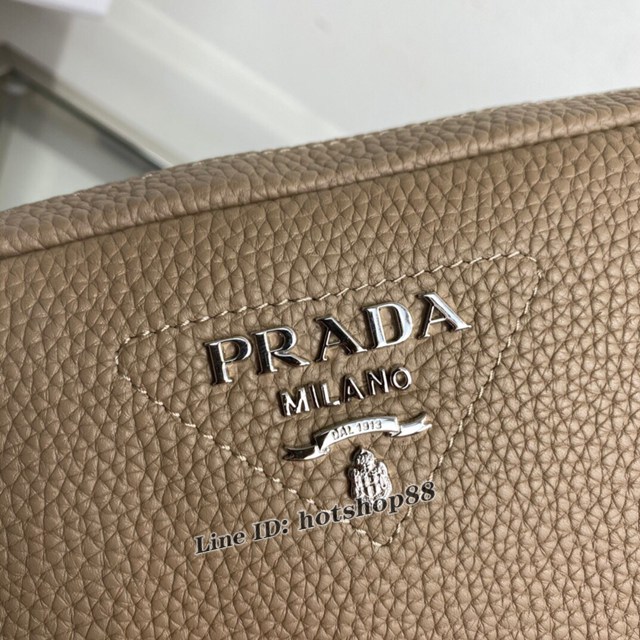 PRADA
MILANO
DAL 1913
Line ID: hotshop88